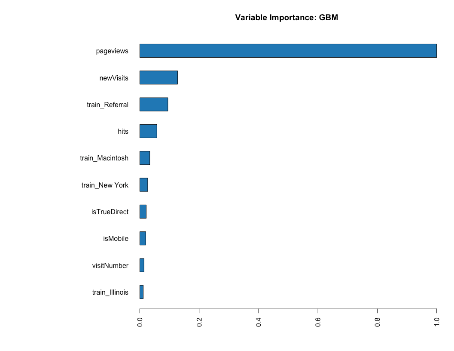 Variable Importance: GBM
pageviews
newVisits
train_Referral
hits
train_Macintosh
train_New York
isTrueDirect
isMobile
visitNumber
train_Illinois
0.0 0.2 0.4 0.6 0.8 1.0